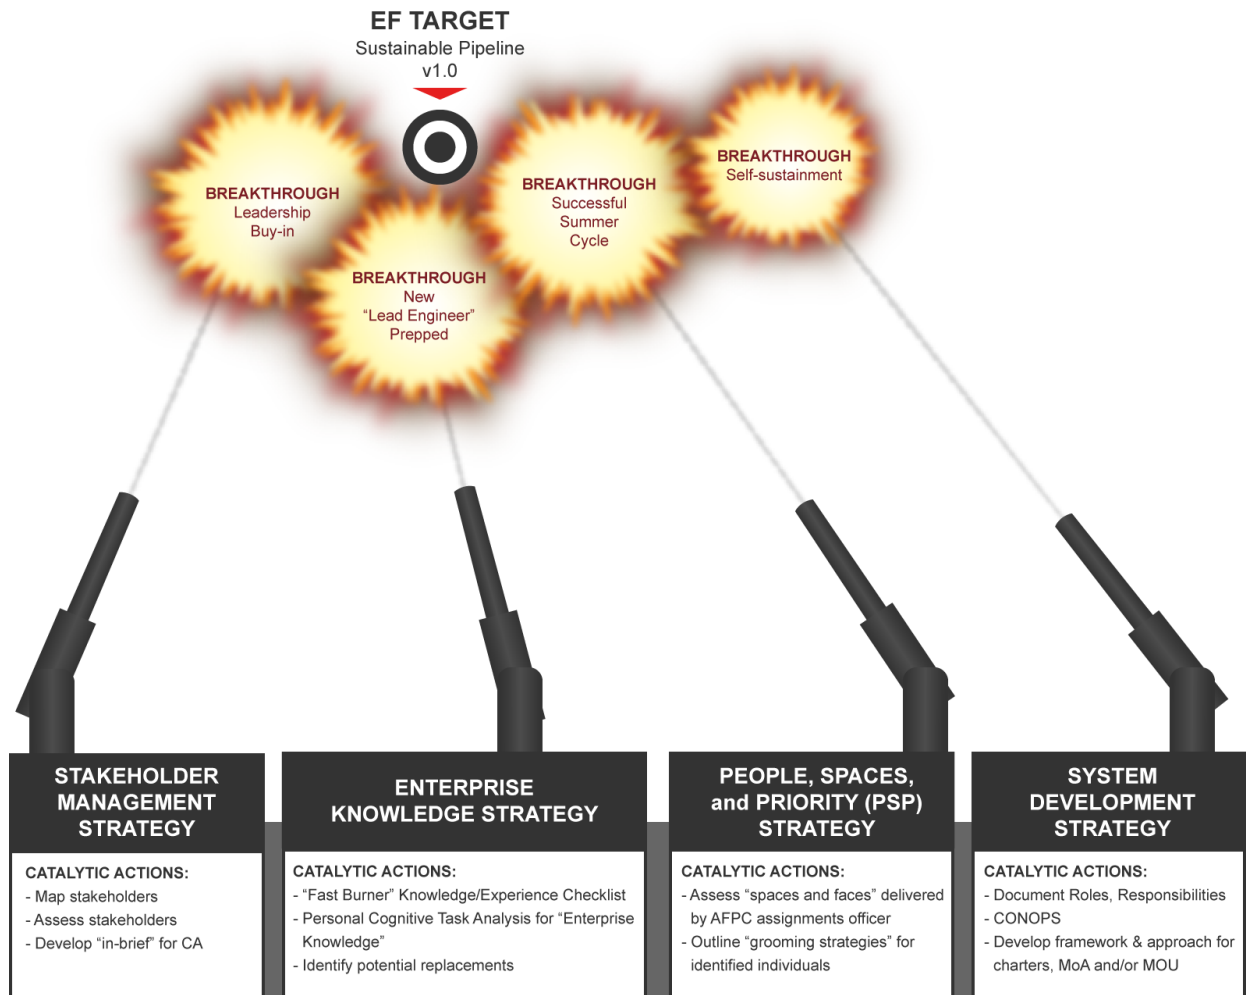 EF TARGET
Sustainable Pipeline
v1.0
BREAKTHROUGH
Leadership
Buy-in
BREAKTHROUGH
New
“Lead Engineer”
Prepped
BREAKTHROUGH
Successful
Summer
Cycle
BREAKTHROUGH
Self-sustainment
STAKEHOLDER
MANAGEMENT
STRATEGY
CATALYTIC ACTIONS:
- Map stakeholders
- Assess stakeholders
- Develop “in-brief” for CA
ENTERPRISE
KNOWLEDGE STRATEGY
CATALYTIC ACTIONS:
- “Fast Burner” Knowledge/Experience Checklist
- Personal Cognitive Task Analysis for “Enterprise
Knowledge”
- Identify potential replacements
PEOPLE, SPACES,
and PRIORITY (PSP)
STRATEGY
CATALYTIC ACTIONS:
- Assess “spaces and faces” delivered
by AFPC assignments officer
- Outline “grooming strategies” for
identified individuals
SYSTEM
DEVELOPMENT
STRATEGY
CATALYTIC ACTIONS:
- Document Roles, Responsibilities
- CONOPS
- Develop framework & approach for
charters, MoA and/or MOU